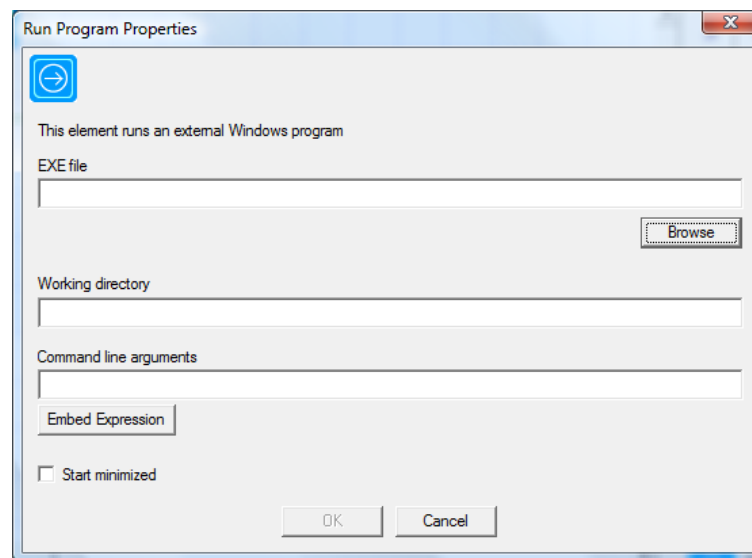 Run Program Properties
This element runs an external Windows program
EXE file
Browse
Working directory
Command line arguments
Embed Expression
Start minimized
OK Cancel